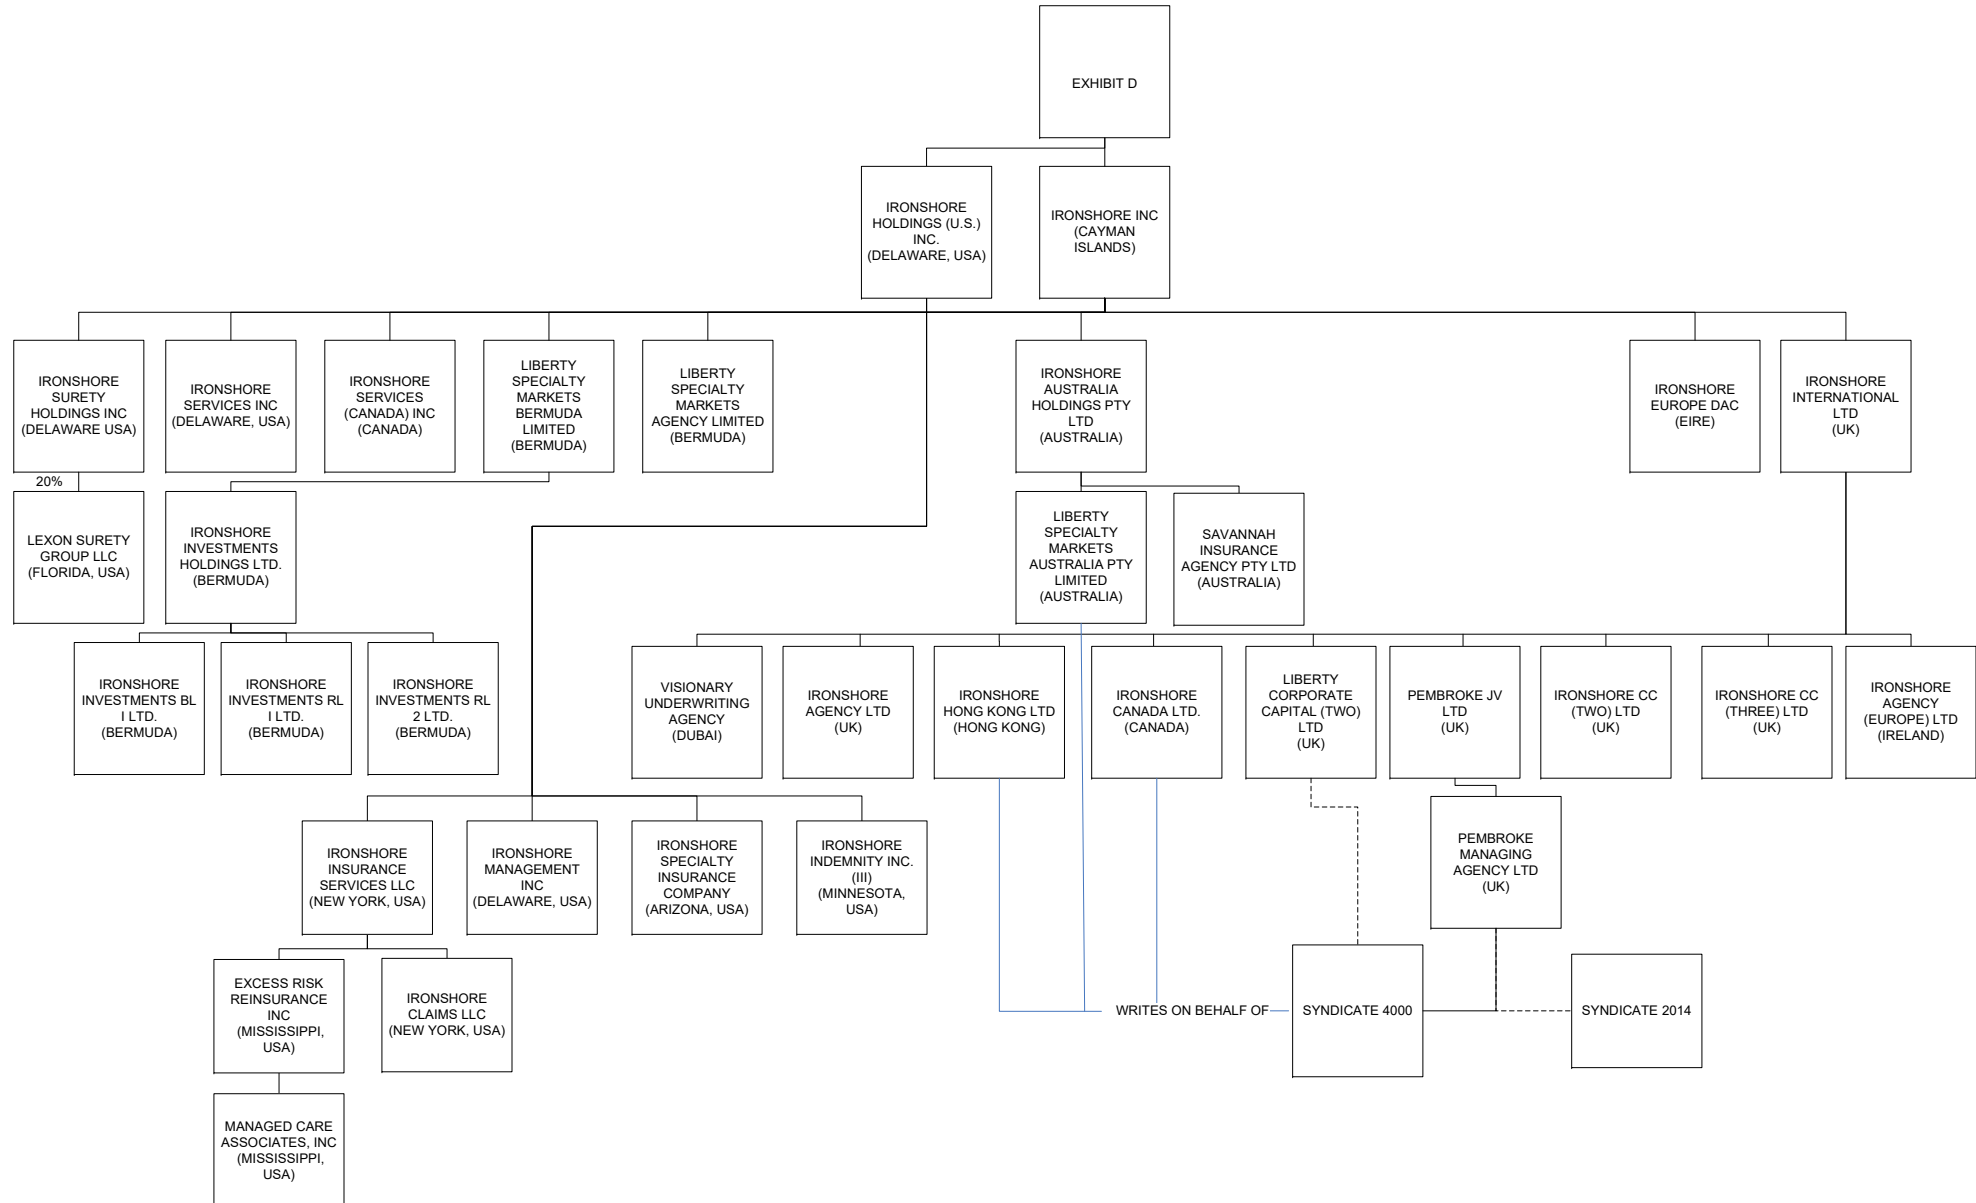 EXHIBIT D
IRONSHORE
HOLDINGS (U.S.)
INC.
(DELAWARE, USA)
IRONSHORE INC
(CAYMAN
ISLANDS)
IRONSHORE
SURETY
HOLDINGS INC
(DELAWARE USA)
IRONSHORE
SERVICES INC
(DELAWARE, USA)
IRONSHORE
SERVICES
(CANADA) INC
(CANADA)
LIBERTY
SPECIALTY
MARKETS
BERMUDA
LIMITED
(BERMUDA)
LIBERTY
SPECIALTY
MARKETS
AGENCY LIMITED
(BERMUDA)
IRONSHORE
AUSTRALIA
HOLDINGS PTY
LTD
(AUSTRALIA)
IRONSHORE
EUROPE DAC
(EIRE)
IRONSHORE
INTERNATIONAL
LTD
(UK)
20%
LEXON SURETY
GROUP LLC
(FLORIDA, USA)
IRONSHORE
INVESTMENTS
HOLDINGS LTD.
(BERMUDA)
LIBERTY
SPECIALTY
MARKETS
AUSTRALIA PTY
LIMITED
(AUSTRALIA)
SAVANNAH
INSURANCE
AGENCY PTY LTD
(AUSTRALIA)
IRONSHORE
INVESTMENTS BL
I LTD.
(BERMUDA)
IRONSHORE
INVESTMENTS RL
I LTD.
(BERMUDA)
IRONSHORE
INVESTMENTS RL
2 LTD.
(BERMUDA)
VISIONARY
UNDERWRITING
AGENCY
(DUBAI)
IRONSHORE
AGENCY LTD
(UK)
IRONSHORE
HONG KONG LTD
(HONG KONG)
IRONSHORE
CANADA LTD.
(CANADA)
LIBERTY
CORPORATE
CAPITAL (TWO)
LTD
(UK)
PEMBROKE JV
LTD
(UK)
IRONSHORE CC
(TWO) LTD
(UK)
IRONSHORE CC
(THREE) LTD
(UK)
IRONSHORE
AGENCY
(EUROPE) LTD
(IRELAND)
IRONSHORE
INSURANCE
SERVICES LLC
(NEW YORK, USA)
IRONSHORE
MANAGEMENT
INC
(DELAWARE, USA)
IRONSHORE
SPECIALTY
INSURANCE
COMPANY
(ARIZONA, USA)
IRONSHORE
INDEMNITY INC.
(III)
(MINNESOTA,
USA)
PEMBROKE
MANAGING
AGENCY LTD
(UK)
EXCESS RISK
REINSURANCE
INC
(MISSISSIPPI,
USA)
IRONSHORE
CLAIMS LLC
(NEW YORK, USA)
WRITES ON BEHALF OF
SYNDICATE 4000
SYNDICATE 2014
MANAGED CARE
ASSOCIATES, INC
(MISSISSIPPI,
USA)